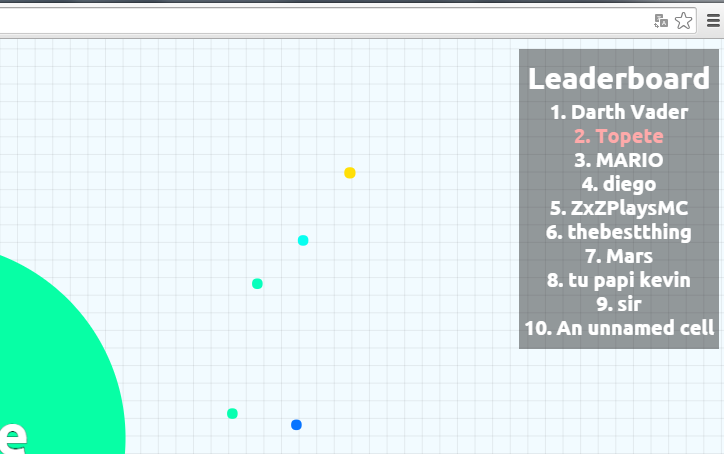 Leaderboard
1. Darth Vader
2. Topete
3. MARIO
4. diego
5. ZxZPlaysMC
6. thebestthing
7. Mars
8. tu papi kevin
9. sir
10. An unnamed cell
e